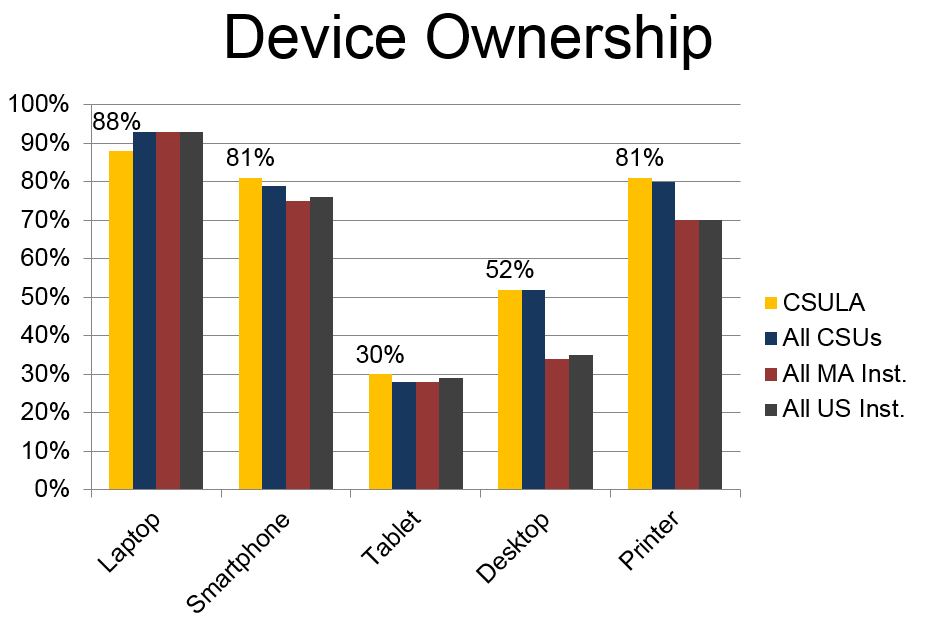 Device Ownership
100%
90%
80%
70%
60%
50%
40%
30%
20%
10%
0%
88%
81%
30%
52%
81%
Laptop
Smartphone
Tablet
Desktop
Printer
CSULA
All CSUs
All MA Inst.
All US Inst.